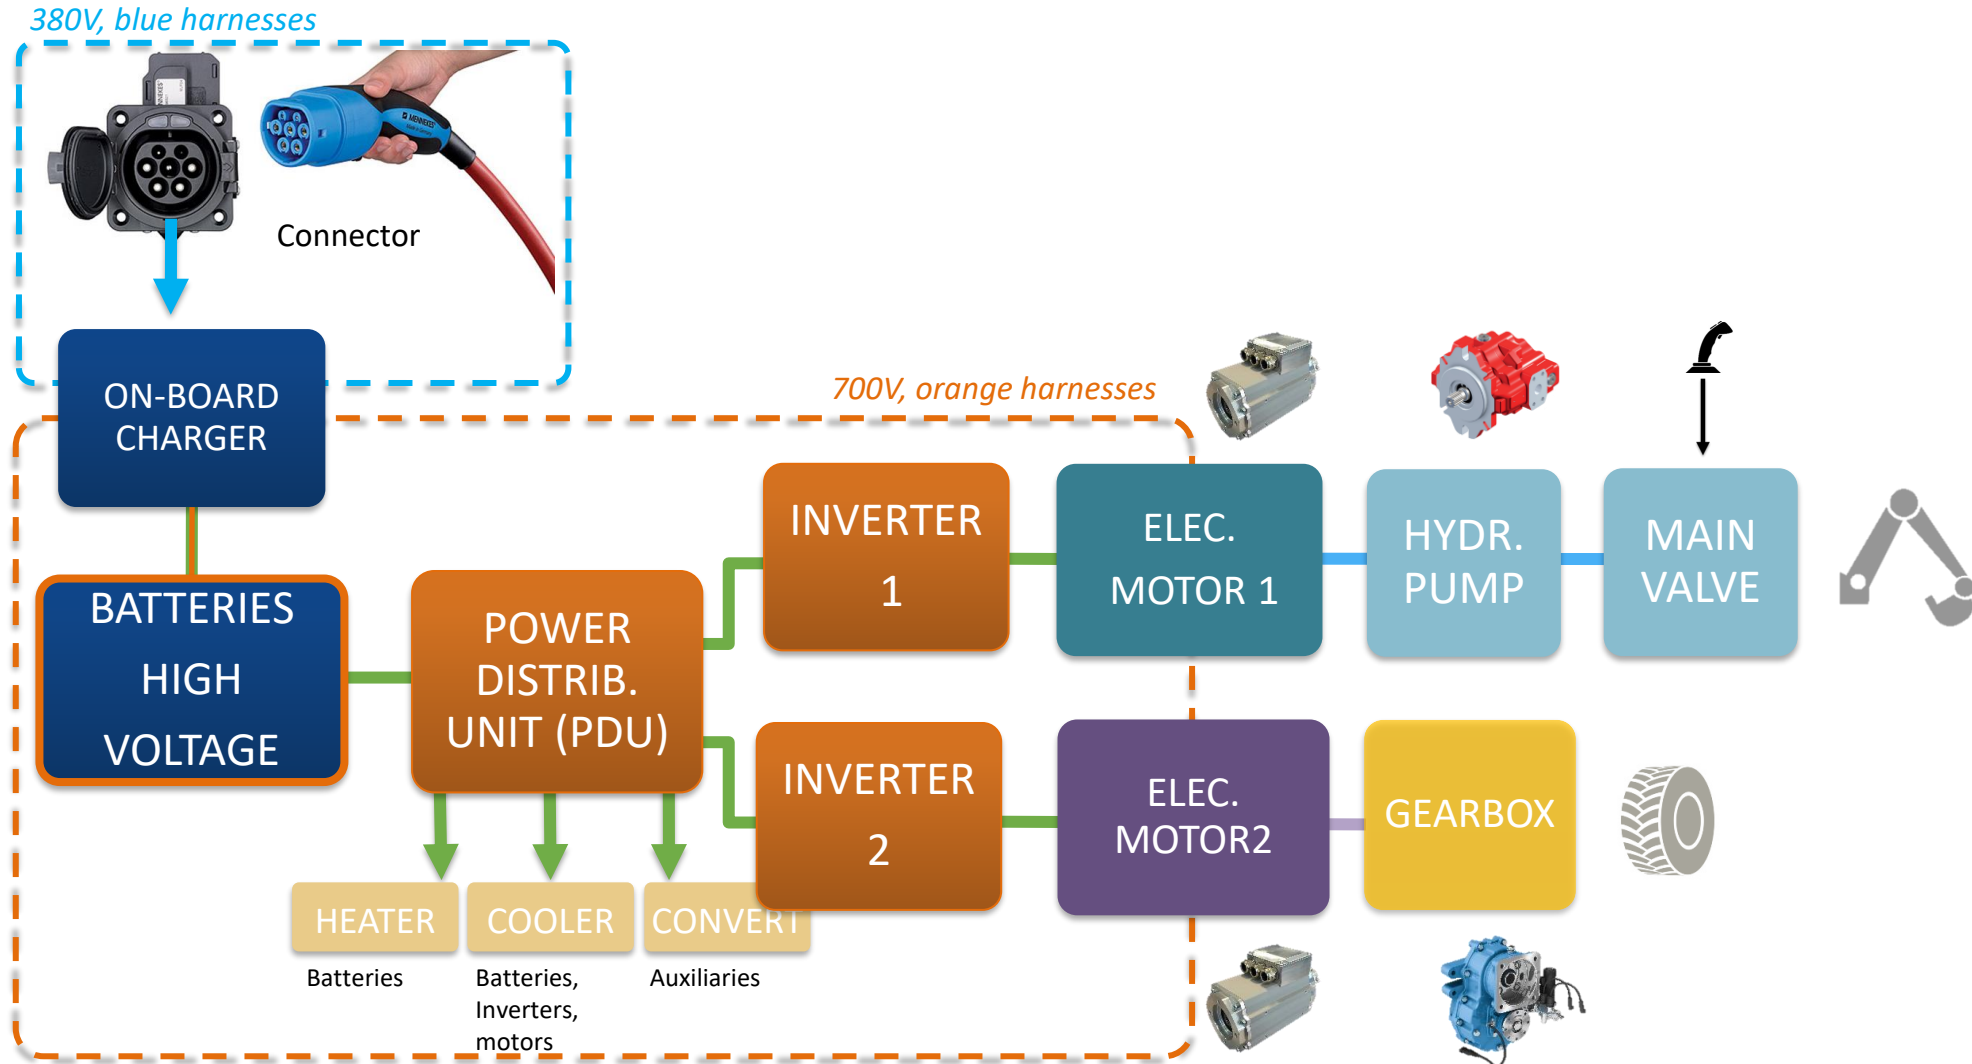 380V, blue harnesses
MENNEKES
Connector
ON-BOARD
CHARGER
700V, orange harnesses
BATTERIES
HIGH
VOLTAGE
POWER
DISTRIB.
UNIT (PDU)
INVERTER
1
ELEC.
MOTOR 1
HYDR.
PUMP
MAIN
VALVE
INVERTER
2
ELEC.
MOTOR2
GEARBOX
HEATER
COOLER
CONVERT
Batteries
Batteries,
Inverters,
motors
Auxiliaries